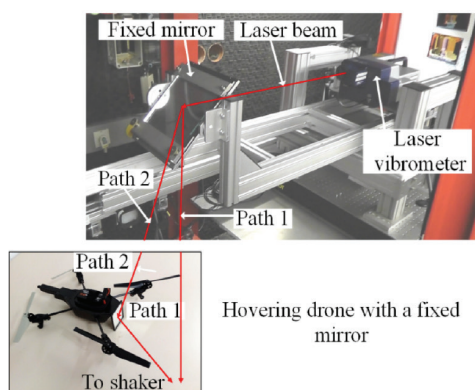 Fixed mirror
Laser beam
Laser
vibrometer
Path 2
Path 1
Path 2
Path 1
To shaker
Hovering drone with a fixed
mirror